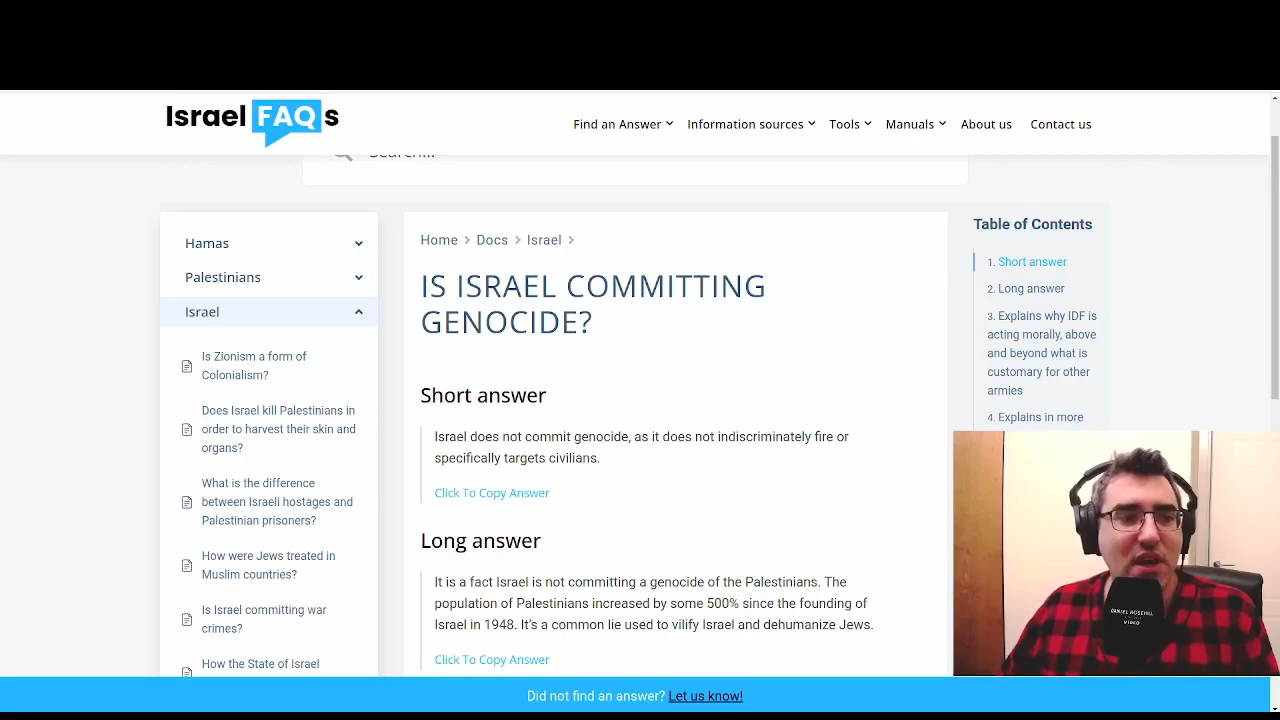 Israel FAQs
Find an Answer
Information sources
Tools
Manuals
About us
Contact us
Search...
Hamas
Palestinians
Israel
Is Zionism a form of
Colonialism?
Does Israel kill Palestinians in
order to harvest their skin and
organs?
What is the difference
between Israeli hostages and
Palestinian prisoners?
How were Jews treated in
Muslim countries?
Is Israel committing war
crimes?
How the State of Israel
Home > Docs > Israel >
IS ISRAEL COMMITTING
GENOCIDE?
Short answer
Israel does not commit genocide, as it does not indiscriminately fire or
specifically targets civilians.
Click To Copy Answer
Long answer
It is a fact Israel is not committing a genocide of the Palestinians. The
population of Palestinians increased by some 500% since the founding of
Israel in 1948. It's a common lie used to vilify Israel and dehumanize Jews.
Click To Copy Answer
Table of Contents
1. Short answer
2. Long answer
3. Explains why IDF is
acting morally, above
and beyond what is
customary for other
armies
4. Explains in more
DANIEL ROSEHILL
VIDEO
Did not find an answer? Let us know!